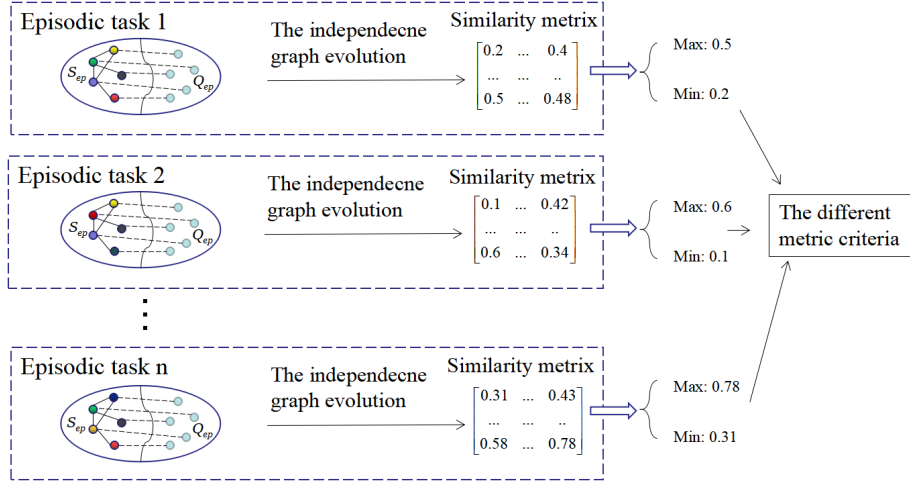 Episodic task 1
S_ep
Q_ep
The independecne
graph evolution
Similarity metrix
0.2 ... 0.4
... ... ..
0.5 ... 0.48
Max: 0.5
Min: 0.2
Episodic task 2
S_ep
Q_ep
The independecne
graph evolution
Similarity metrix
0.1 ... 0.42
... ... ..
0.6 ... 0.34
Max: 0.6
Min: 0.1
The different
metric criteria
Episodic task n
S_ep
Q_ep
The independecne
graph evolution
Similarity metrix
0.31 ... 0.43
... ... ..
0.58 ... 0.78
Max: 0.78
Min: 0.31